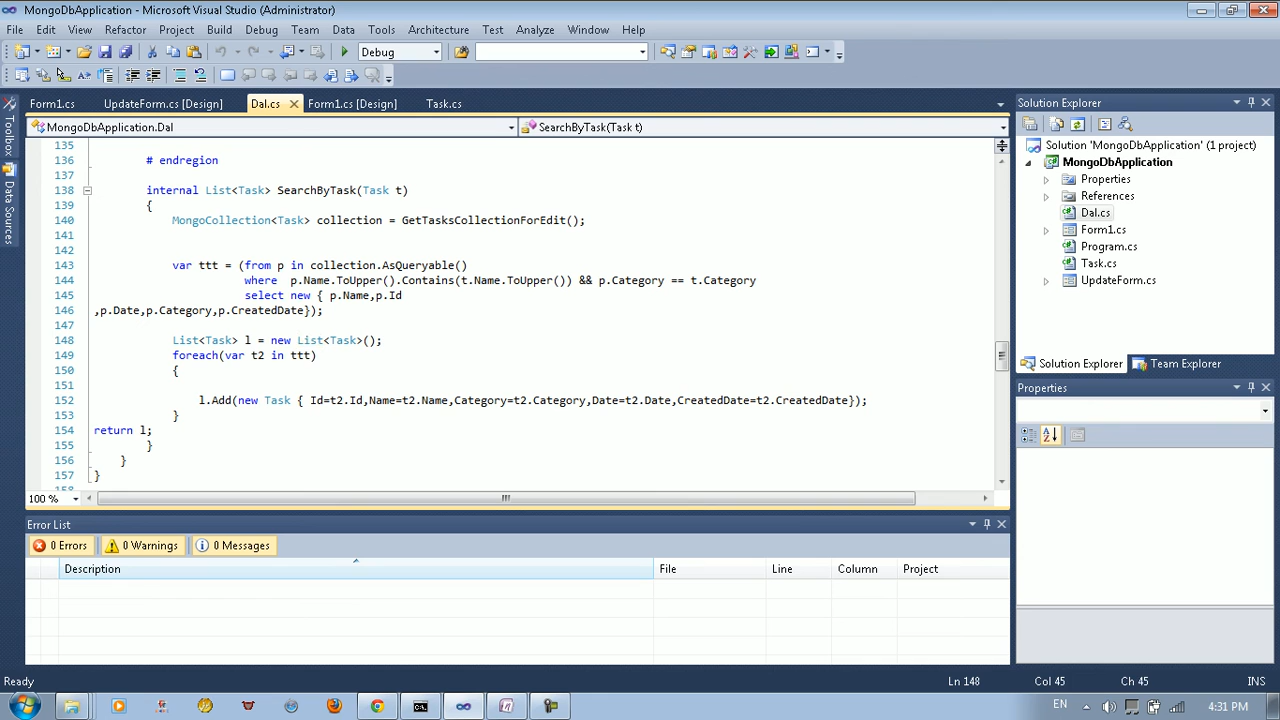 MongoDbApplication - Microsoft Visual Studio (Administrator)
File Edit View Refactor Project Build Debug Team Data Tools Architecture Test Analyze Window Help
Debug
Form1.cs UpdateForm.cs [Design] Dal.cs Form1.cs [Design] Task.cs
MongoDbApplication.Dal SearchByTask(Task t)
135
136 # endregion
137
138 internal List<Task> SearchByTask(Task t)
139 {
140 MongoCollection<Task> collection = GetTasksCollectionForEdit();
141
142
143 var ttt = (from p in collection.AsQueryable()
144 where p.Name.ToUpper().Contains(t.Name.ToUpper()) && p.Category == t.Category
145 select new { p.Name,p.Id
146 ,p.Date,p.Category,p.CreatedDate});
147
148 List<Task> l = new List<Task>();
149 foreach(var t2 in ttt)
150 {
151
152 l.Add(new Task { Id=t2.Id,Name=t2.Name,Category=t2.Category,Date=t2.Date,CreatedDate=t2.CreatedDate});
153 }
154 return l;
155 }
156 }
157 }
158
100 %
Toolbox
Data Sources
Solution Explorer
Solution 'MongoDbApplication' (1 project)
MongoDbApplication
Properties
References
Dal.cs
Form1.cs
Program.cs
Task.cs
UpdateForm.cs
Solution Explorer Team Explorer
Properties
Error List
0 Errors 0 Warnings 0 Messages
Description File Line Column Project
Ready Ln 148 Col 45 Ch 45 INS
EN 4:31 PM